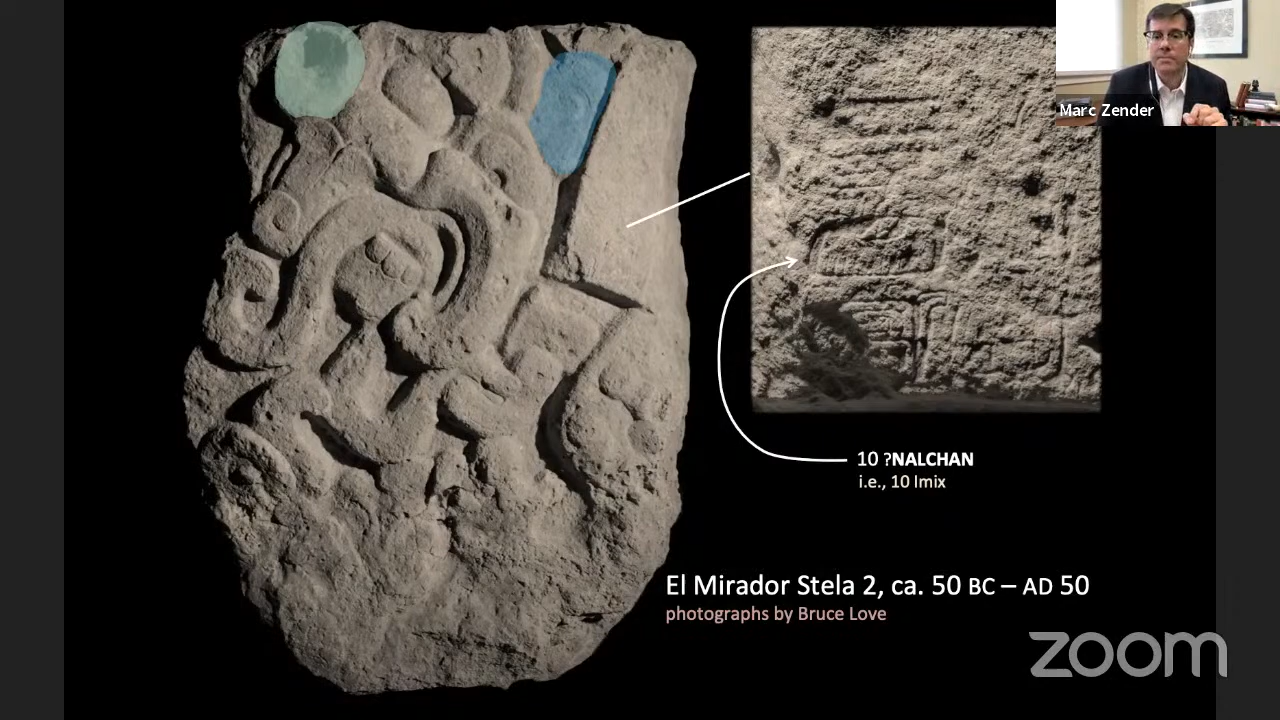 Marc Zender
10 ?NALCHAN
i.e., 10 Imix
El Mirador Stela 2, ca. 50 BC – AD 50
photographs by Bruce Love
zoom